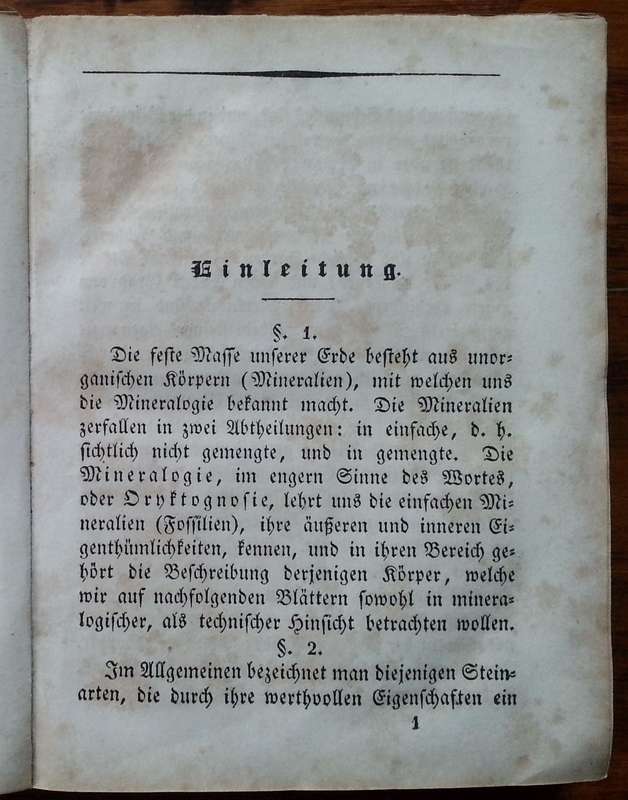 Einleitung.
§. 1.
Die feste Masse unserer Erde besteht aus unor⸗
ganischen Körpern (Mineralien), mit welchen uns
die Mineralogie bekannt macht. Die Mineralien
zerfallen in zwei Abtheilungen: in einfache, d. h.
sichtlich nicht gemengte, und in gemengte. Die
Mineralogie, im engern Sinne des Wortes,
oder Oryktognosie, lehrt uns die einfachen Mi⸗
neralien (Fossilien), ihre äußeren und inneren Ei⸗
genthümlichkeiten, kennen, und in ihren Bereich ge⸗
hört die Beschreibung derjenigen Körper, welche
wir auf nachfolgenden Blättern sowohl in minera⸗
logischer, als technischer Hinsicht betrachten wollen.
§. 2.
Im Allgemeinen bezeichnet man diejenigen Stein⸗
arten, die durch ihre werthvollen Eigenschaften ein
1